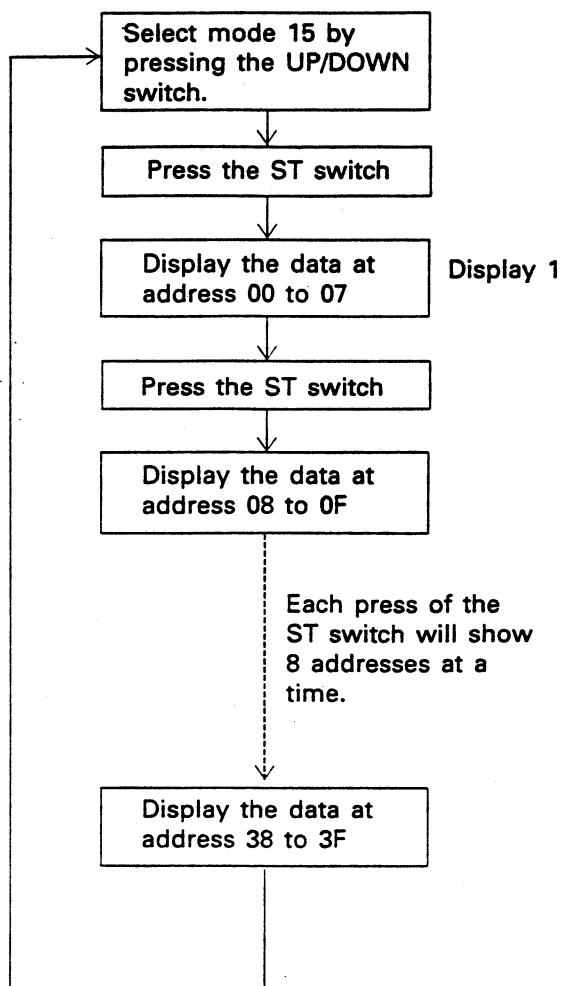 Select mode 15 by
pressing the UP/DOWN
switch.
Press the ST switch
Display the data at
address 00 to 07
Display 1
Press the ST switch
Display the data at
address 08 to 0F
Each press of the
ST switch will show
8 addresses at a
time.
Display the data at
address 38 to 3F